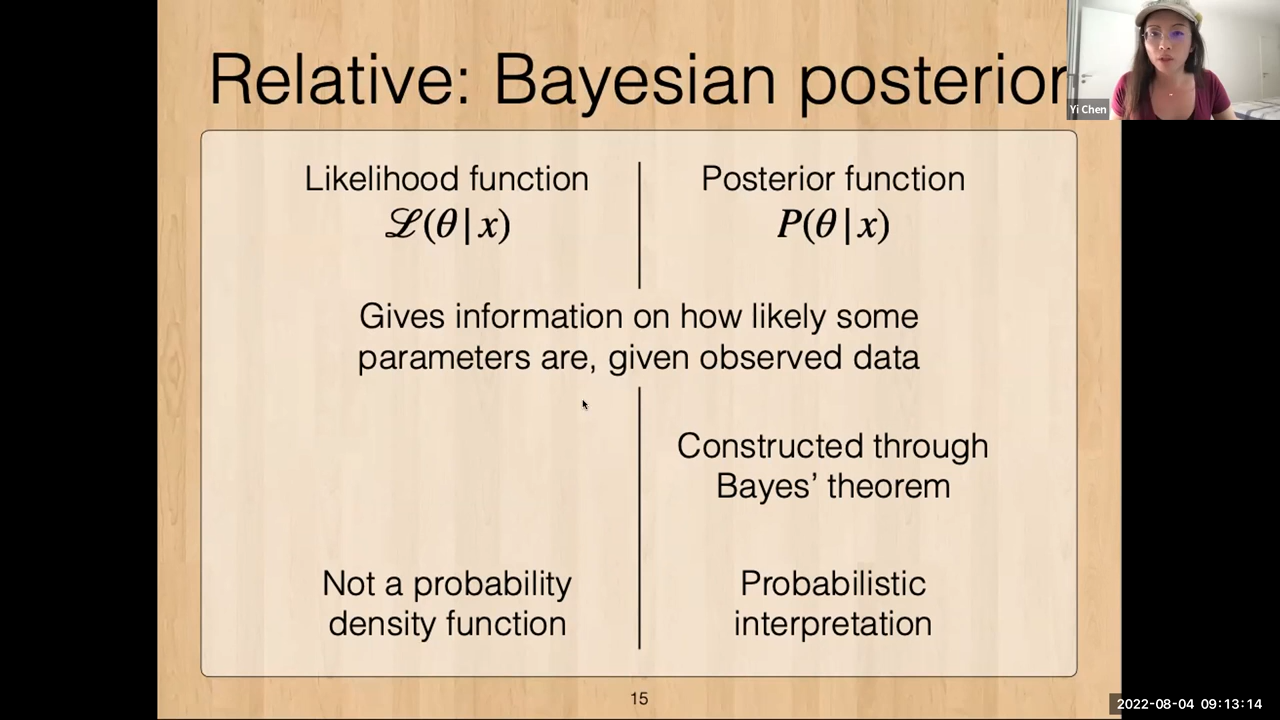 Relative: Bayesian posterior
Yi Chen
Likelihood function
ℒ(θ|x)
Posterior function
P(θ|x)
Gives information on how likely some
parameters are, given observed data
Constructed through
Bayes’ theorem
Not a probability
density function
Probabilistic
interpretation
15
2022-08-04 09:13:14